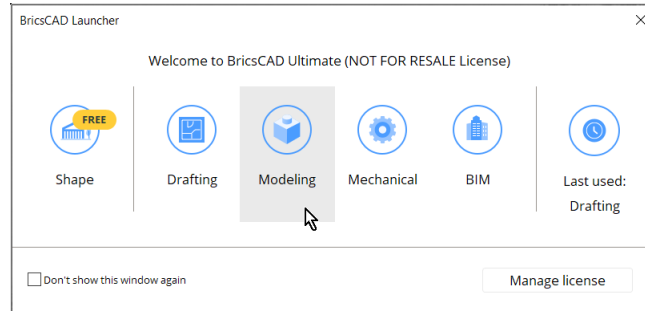 BricsCAD Launcher
Welcome to BricsCAD Ultimate (NOT FOR RESALE License)
FREE
Shape
Drafting
Modeling
Mechanical
BIM
Last used:
Drafting
Don't show this window again
Manage license